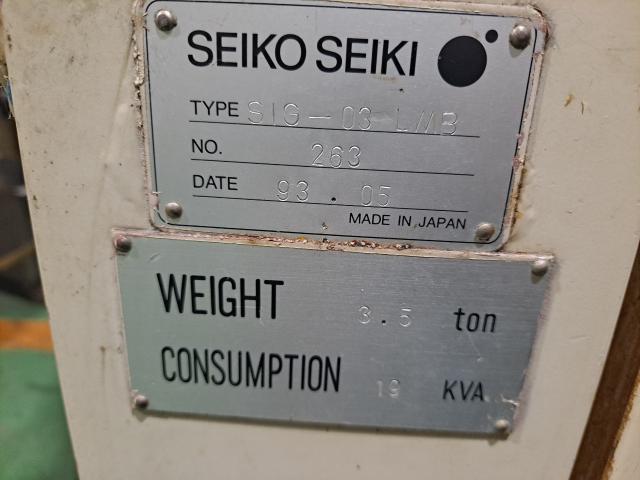 SEIKO SEIKI
TYPE SIG-03 LMB
NO. 263
DATE 93.05
MADE IN JAPAN
WEIGHT 3.5 ton
CONSUMPTION 19 KVA